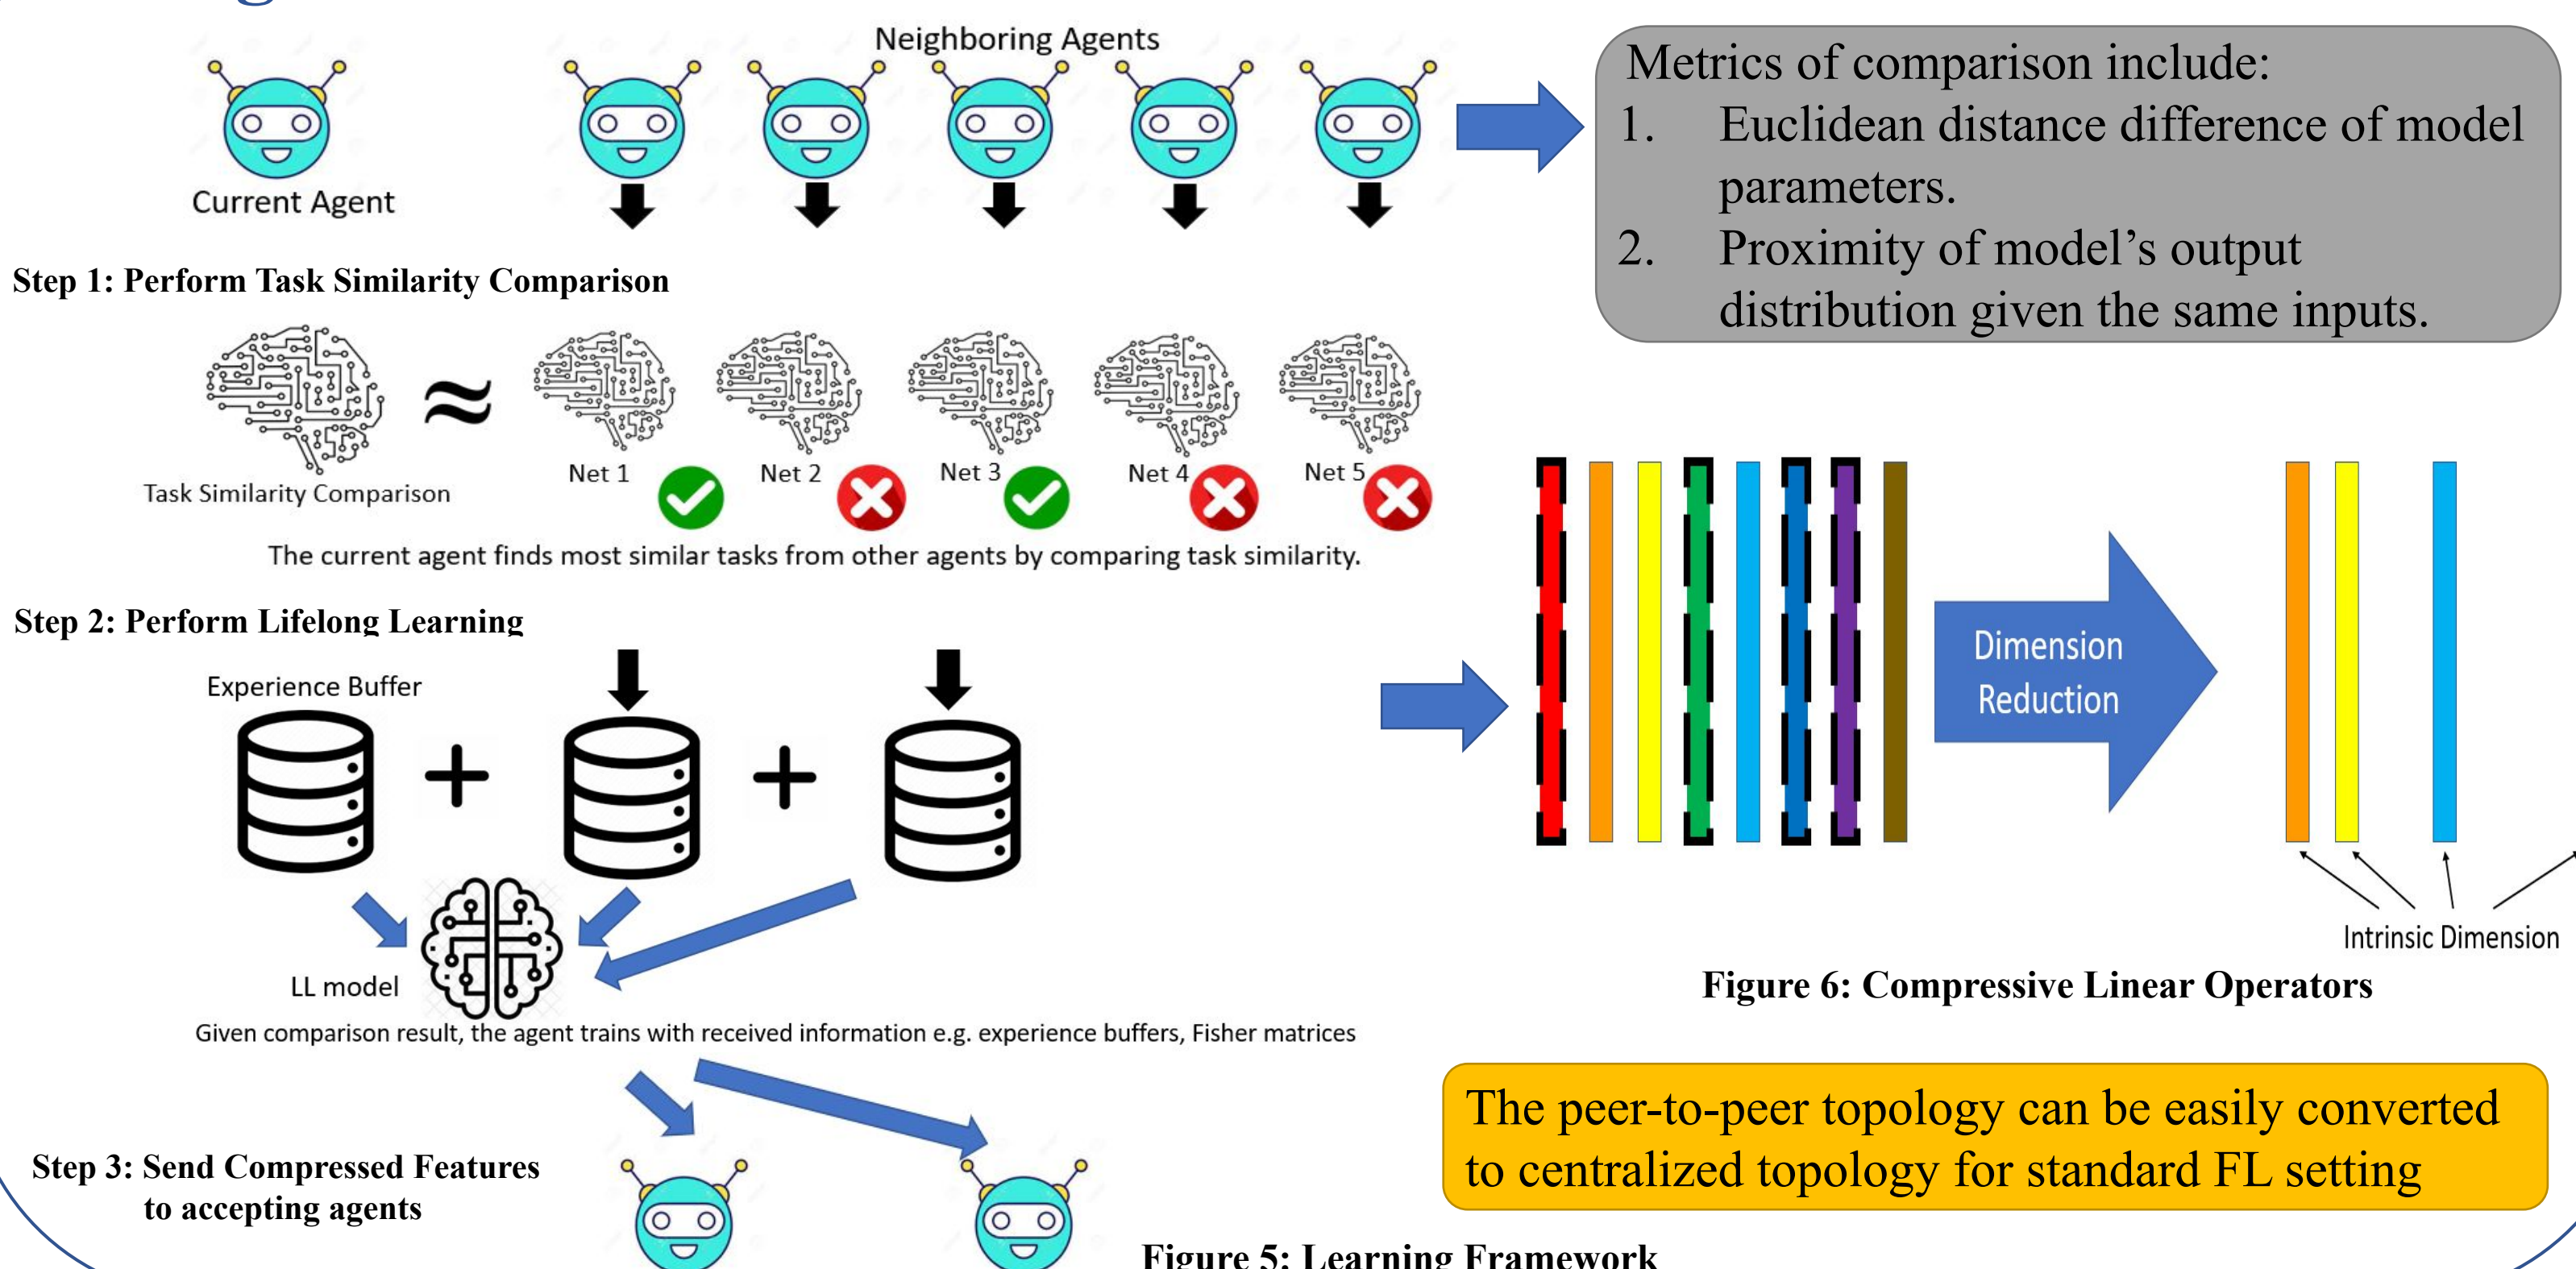 Neighboring Agents
Current Agent
Metrics of comparison include:
1. Euclidean distance difference of model
parameters.
2. Proximity of model’s output
distribution given the same inputs.
Step 1: Perform Task Similarity Comparison
Task Similarity Comparison
Net 1
Net 2
Net 3
Net 4
Net 5
The current agent finds most similar tasks from other agents by comparing task similarity.
Step 2: Perform Lifelong Learning
Experience Buffer
LL model
Given comparison result, the agent trains with received information e.g. experience buffers, Fisher matrices
Dimension
Reduction
Intrinsic Dimension
Figure 6: Compressive Linear Operators
The peer-to-peer topology can be easily converted
to centralized topology for standard FL setting
Step 3: Send Compressed Features
to accepting agents
Figure 5: Learning Framework